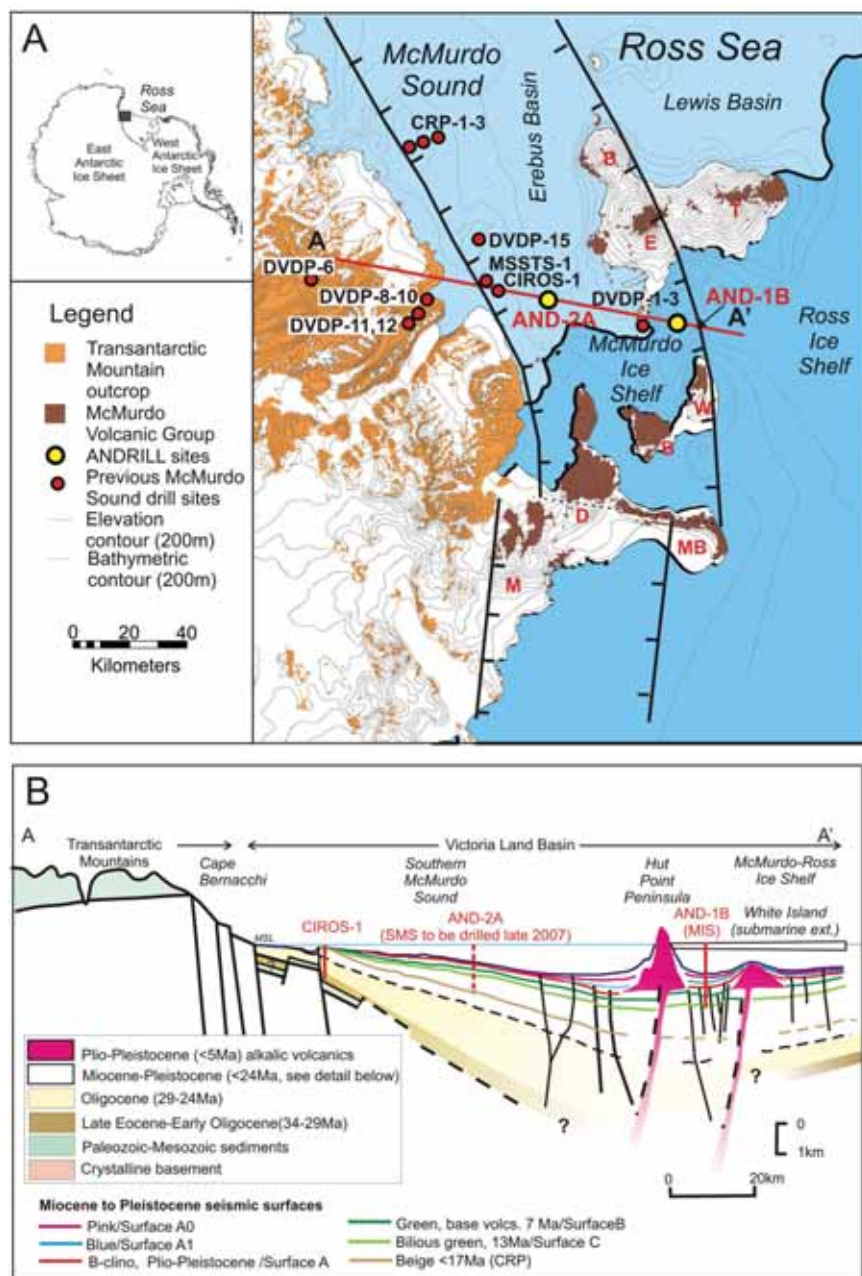 A
Ross
Sea
East
Antarctic
Ice Sheet
West
Antarctic
Ice Sheet
Legend
Transantarctic
Mountain
outcrop
McMurdo
Volcanic Group
ANDRILL sites
Previous McMurdo
Sound drill sites
Elevation
contour (200m)
Bathymetric
contour (200m)
0 20 40
Kilometers
McMurdo
Sound
Ross Sea
Lewis Basin
Erebus Basin
CRP-1-3
B
T
E
A
DVDP-15
MSSTS-1
CIROS-1
DVDP-6
DVDP-8-10
DVDP-11,12
AND-2A
DVDP-1-3
AND-1B
A'
McMurdo
Ice
Shelf
Ross
Ice
Shelf
W
B
D
M
MB
B
A
A'
Transantarctic
Mountains
Cape
Bernacchi
Victoria Land Basin
Southern
McMurdo
Sound
Hut
Point
Peninsula
McMurdo-Ross
Ice Shelf
White Island
(submarine ext.)
MSL
CIROS-1
AND-2A
(SMS to be drilled late 2007)
AND-1B
(MIS)
?
?
Plio-Pleistocene (<5Ma) alkalic volcanics
Miocene-Pleistocene (<24Ma, see detail below)
Oligocene (29-24Ma)
Late Eocene-Early Oligocene(34-29Ma)
Paleozoic-Mesozoic sediments
Crystalline basement
0
1km
0 20km
Miocene to Pleistocene seismic surfaces
Pink/Surface A0
Blue/Surface A1
B-clino, Plio-Pleistocene /Surface A
Green, base volcs. 7 Ma/SurfaceB
Bilious green, 13Ma/Surface C
Beige <17Ma (CRP)